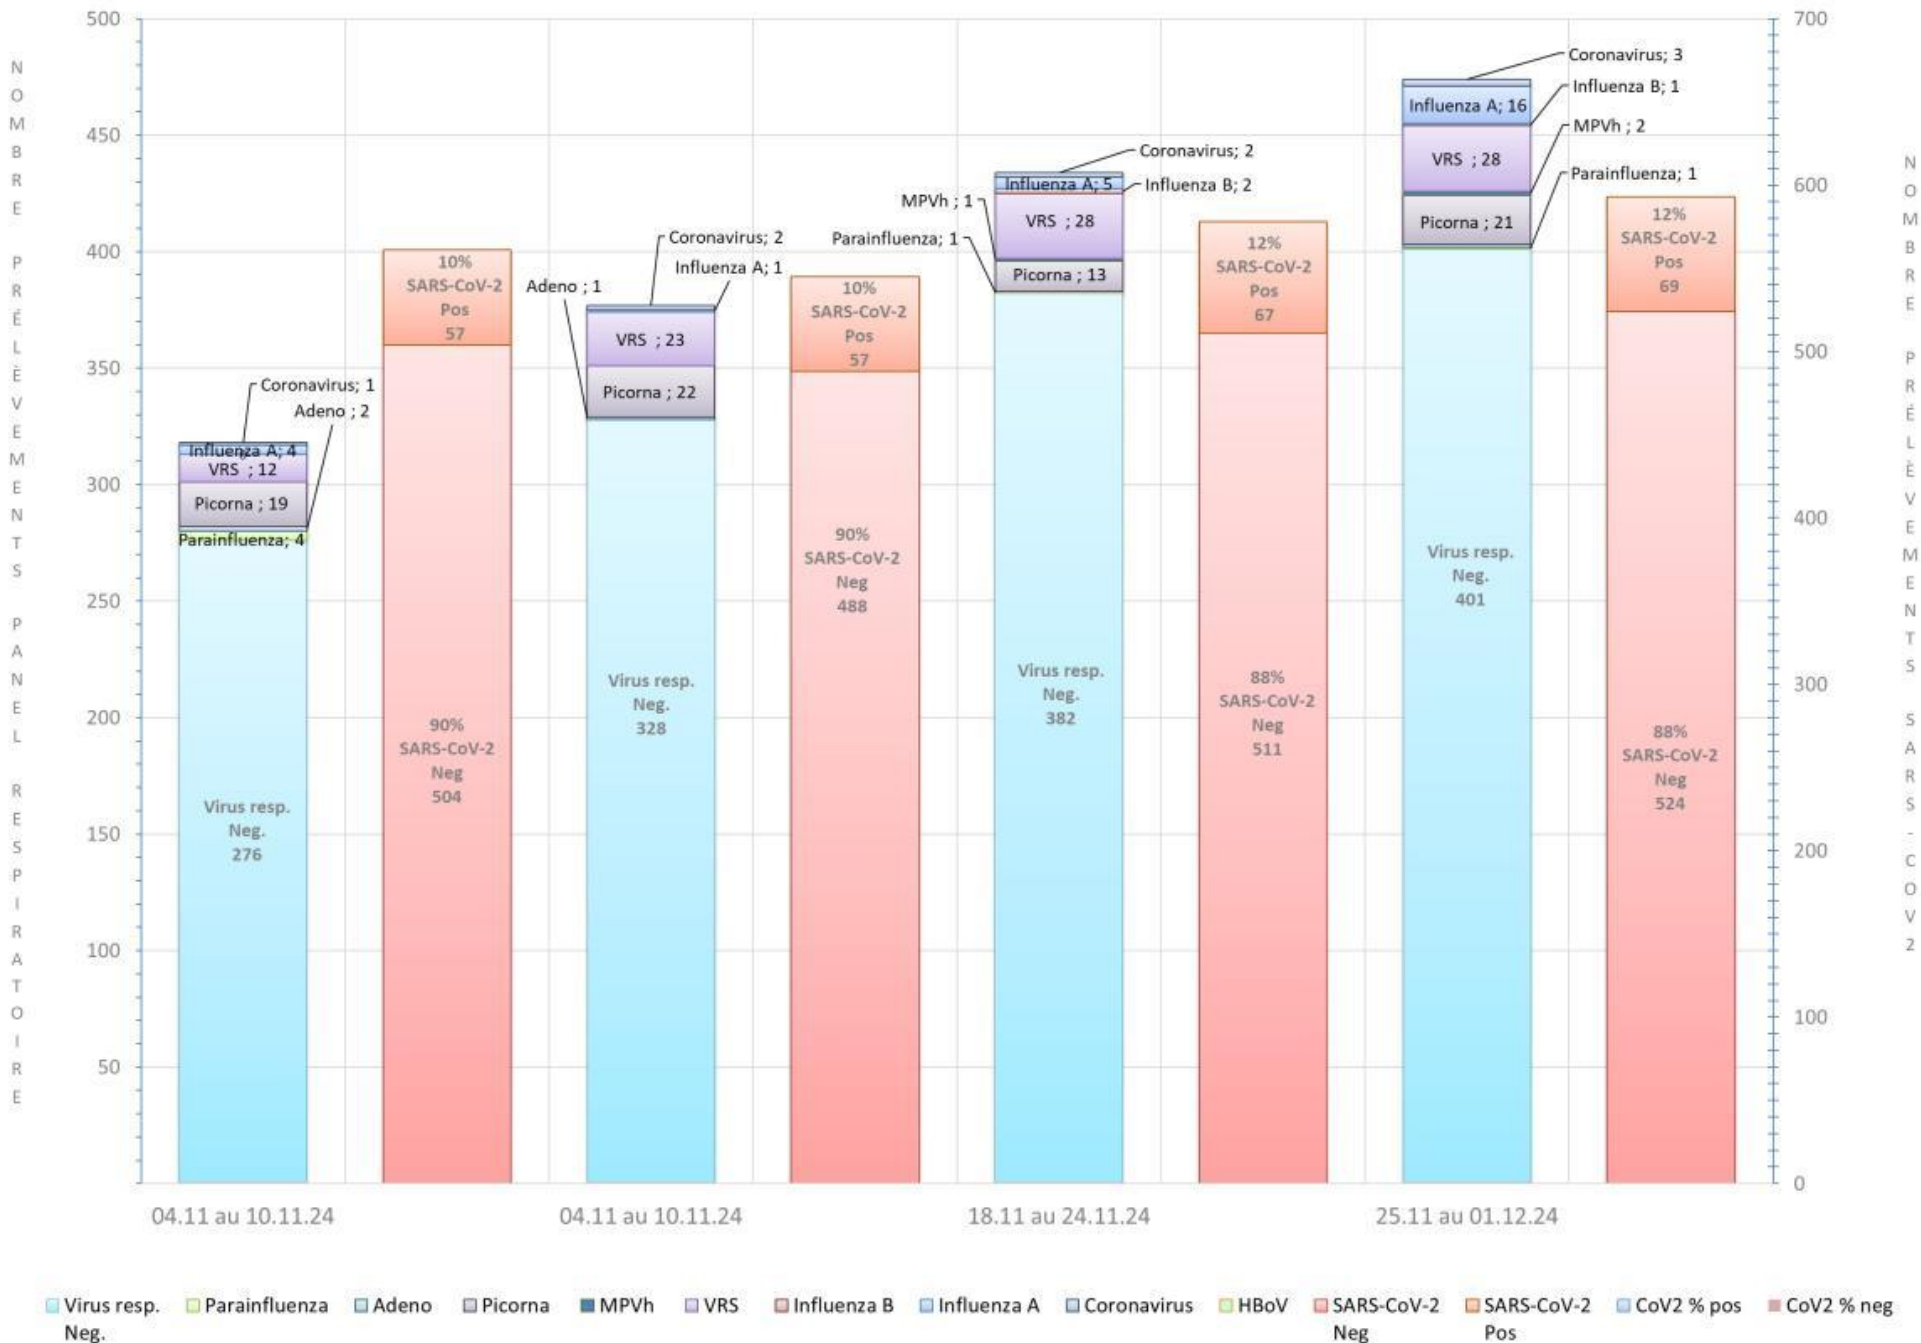 NOMBRE PRÉLÈVEMENTS PANEL RESPIRATOIRE
500
450
400
350
300
250
200
150
100
50
Coronavirus; 1
Adeno ; 2
Influenza A; 4
VRS ; 12
Picorna ; 19
Parainfluenza; 4
Virus resp.
Neg.
276
10%
SARS-CoV-2
Pos
57
90%
SARS-CoV-2
Neg
504
Coronavirus; 2
Influenza A; 1
Adeno ; 1
VRS ; 23
Picorna ; 22
Virus resp.
Neg.
328
10%
SARS-CoV-2
Pos
57
90%
SARS-CoV-2
Neg
488
Coronavirus; 2
Influenza A; 5
Influenza B; 2
MPVh ; 1
VRS ; 28
Parainfluenza; 1
Picorna ; 13
Virus resp.
Neg.
382
12%
SARS-CoV-2
Pos
67
88%
SARS-CoV-2
Neg
511
Coronavirus; 3
Influenza B; 1
Influenza A; 16
MPVh ; 2
VRS ; 28
Parainfluenza; 1
Picorna ; 21
Virus resp.
Neg.
401
12%
SARS-CoV-2
Pos
69
88%
SARS-CoV-2
Neg
524
700
600
500
400
300
200
100
0
NOMBRE PRÉLÈVEMENTS SARS-COV2
04.11 au 10.11.24
04.11 au 10.11.24
18.11 au 24.11.24
25.11 au 01.12.24
Virus resp.
Neg.
Parainfluenza
Adeno
Picorna
MPVh
VRS
Influenza B
Influenza A
Coronavirus
HBoV
SARS-CoV-2
Neg
SARS-CoV-2
Pos
CoV2 % pos
CoV2 % neg